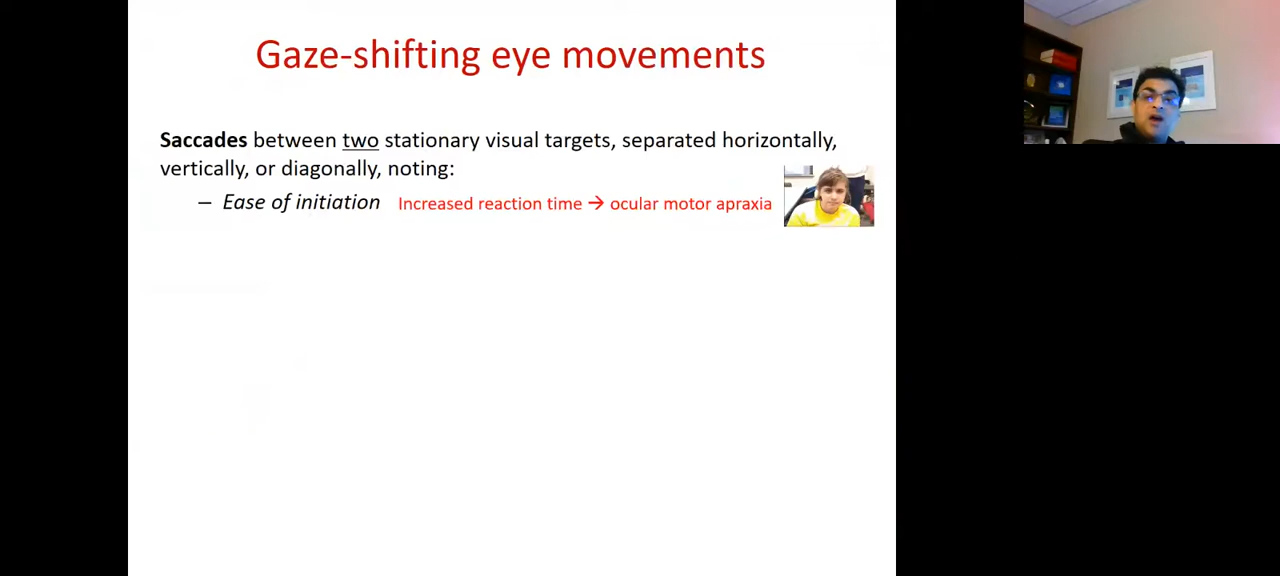 Gaze-shifting eye movements
Saccades between two stationary visual targets, separated horizontally,
vertically, or diagonally, noting:
– Ease of initiation Increased reaction time → ocular motor apraxia